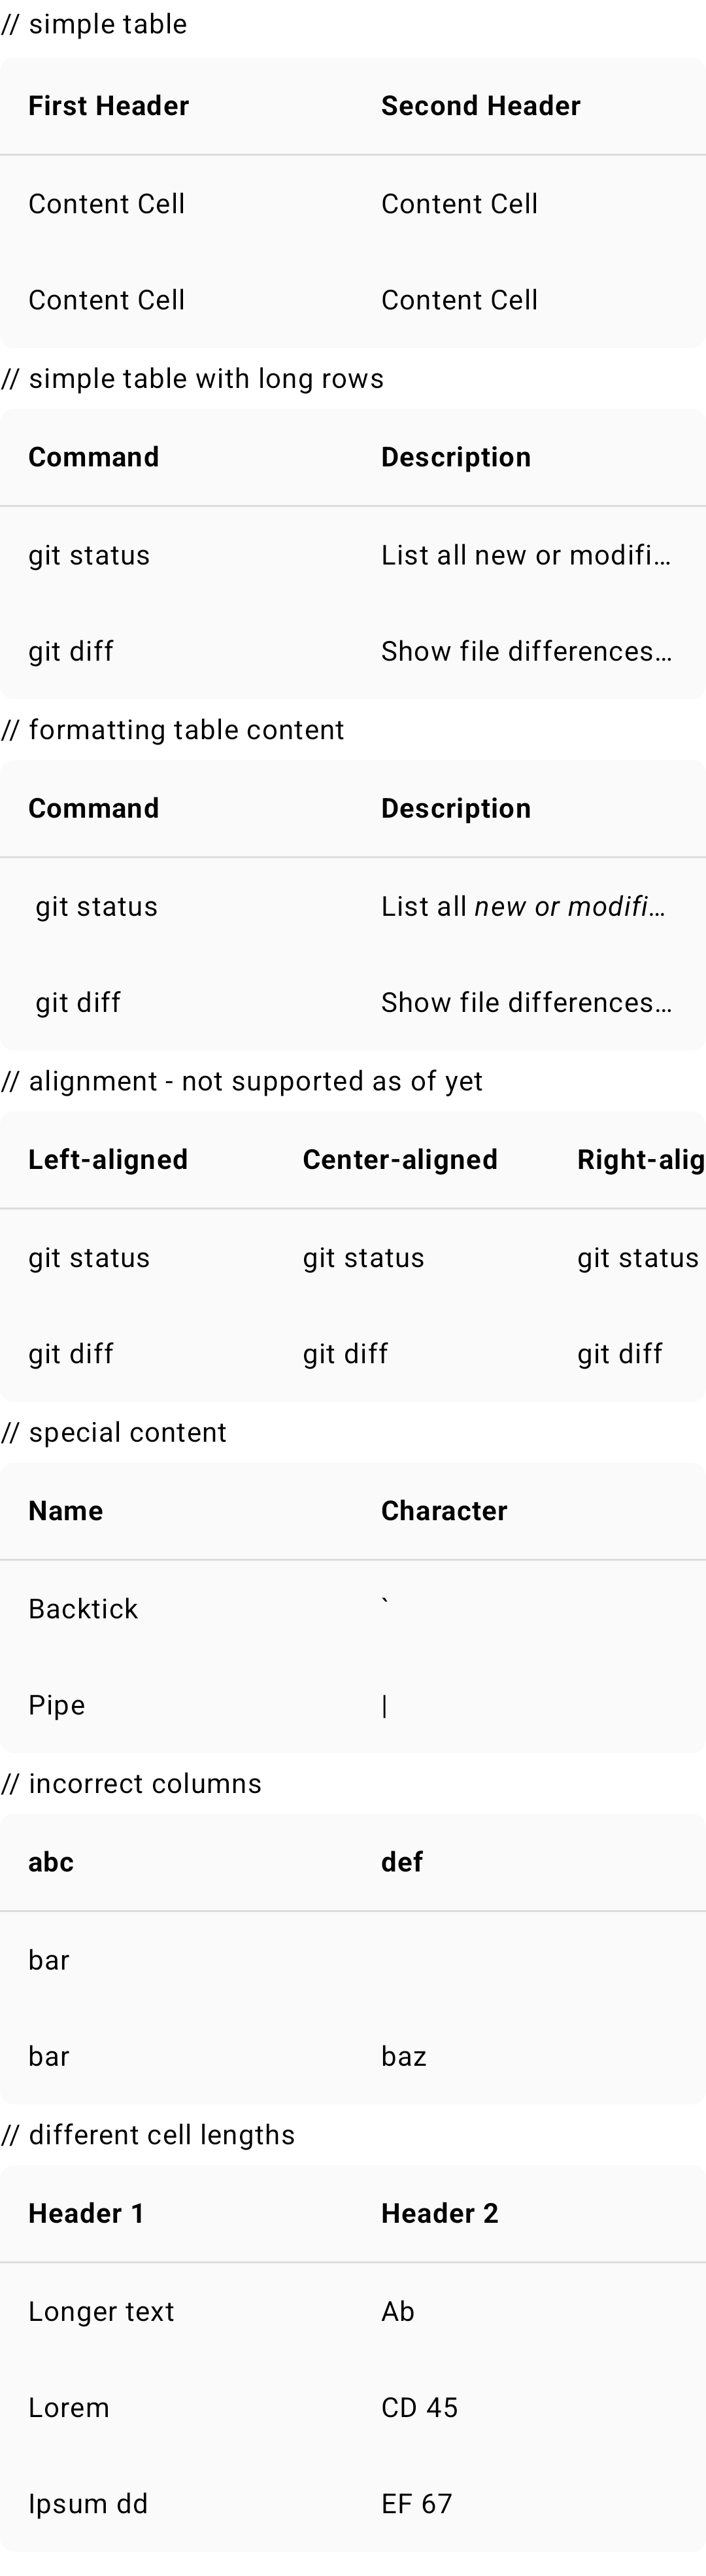 // simple table
First Header Second Header
Content Cell Content Cell
Content Cell Content Cell
// simple table with long rows
Command Description
git status List all new or modifi…
git diff Show file differences…
// formatting table content
Command Description
git status List all new or modifi…
git diff Show file differences…
// alignment - not supported as of yet
Left-aligned Center-aligned Right-alig
git status git status git status
git diff git diff git diff
// special content
Name Character
Backtick `
Pipe |
// incorrect columns
abc def
bar
bar baz
// different cell lengths
Header 1 Header 2
Longer text Ab
Lorem CD 45
Ipsum dd EF 67